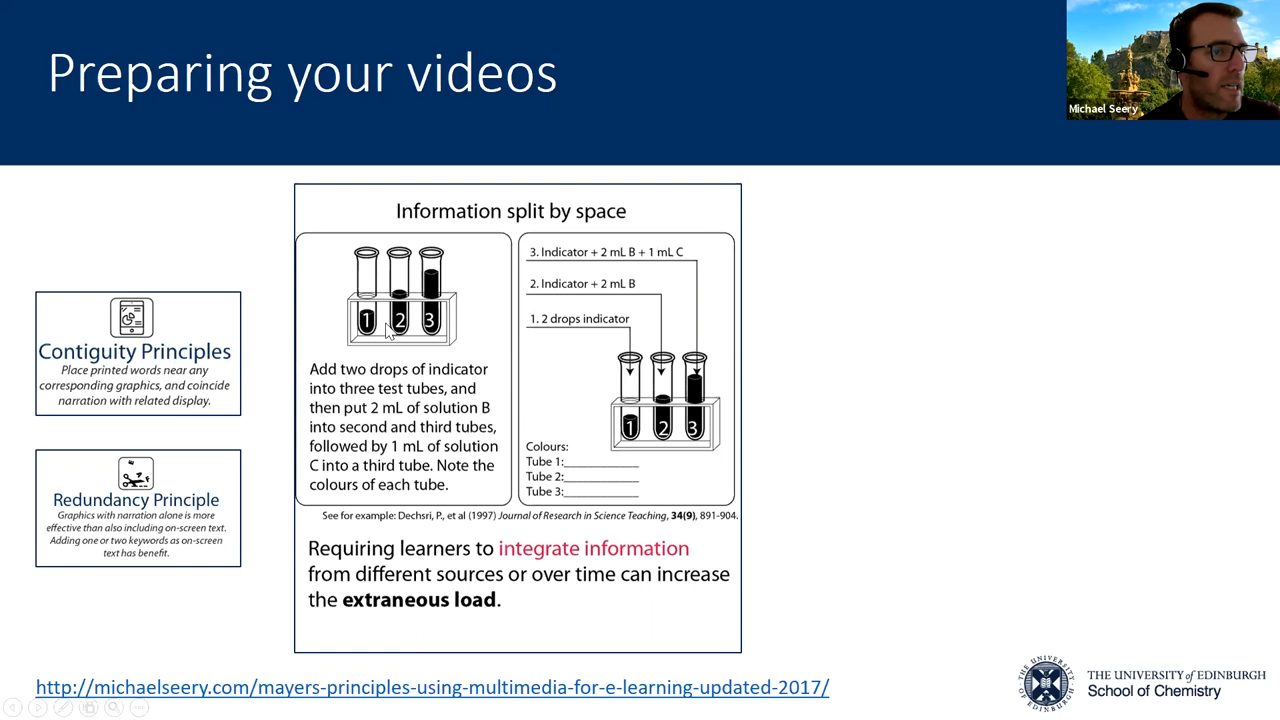 Preparing your videos
Michael Seery
Contiguity Principles
Place printed words near any
corresponding graphics, and coincide
narration with related display.
Redundancy Principle
Graphics with narration alone is more
effective than also including on-screen text.
Adding one or two keywords as on-screen
text has benefit.
Information split by space
1 2 3
Add two drops of indicator
into three test tubes, and
then put 2 mL of solution B
into second and third tubes,
followed by 1 mL of solution
C into a third tube. Note the
colours of each tube.
3. Indicator + 2 mL B + 1 mL C
2. Indicator + 2 mL B
1. 2 drops indicator
1 2 3
Colours:
Tube 1:____________
Tube 2:____________
Tube 3:____________
See for example: Dechsri, P., et al (1997) Journal of Research in Science Teaching, 34(9), 891-904.
Requiring learners to integrate information
from different sources or over time can increase
the extraneous load.
http://michaelseery.com/mayers-principles-using-multimedia-for-e-learning-updated-2017/
THE UNIVERSITY of EDINBURGH
School of Chemistry
THE UNIVERSITY OF EDINBURGH